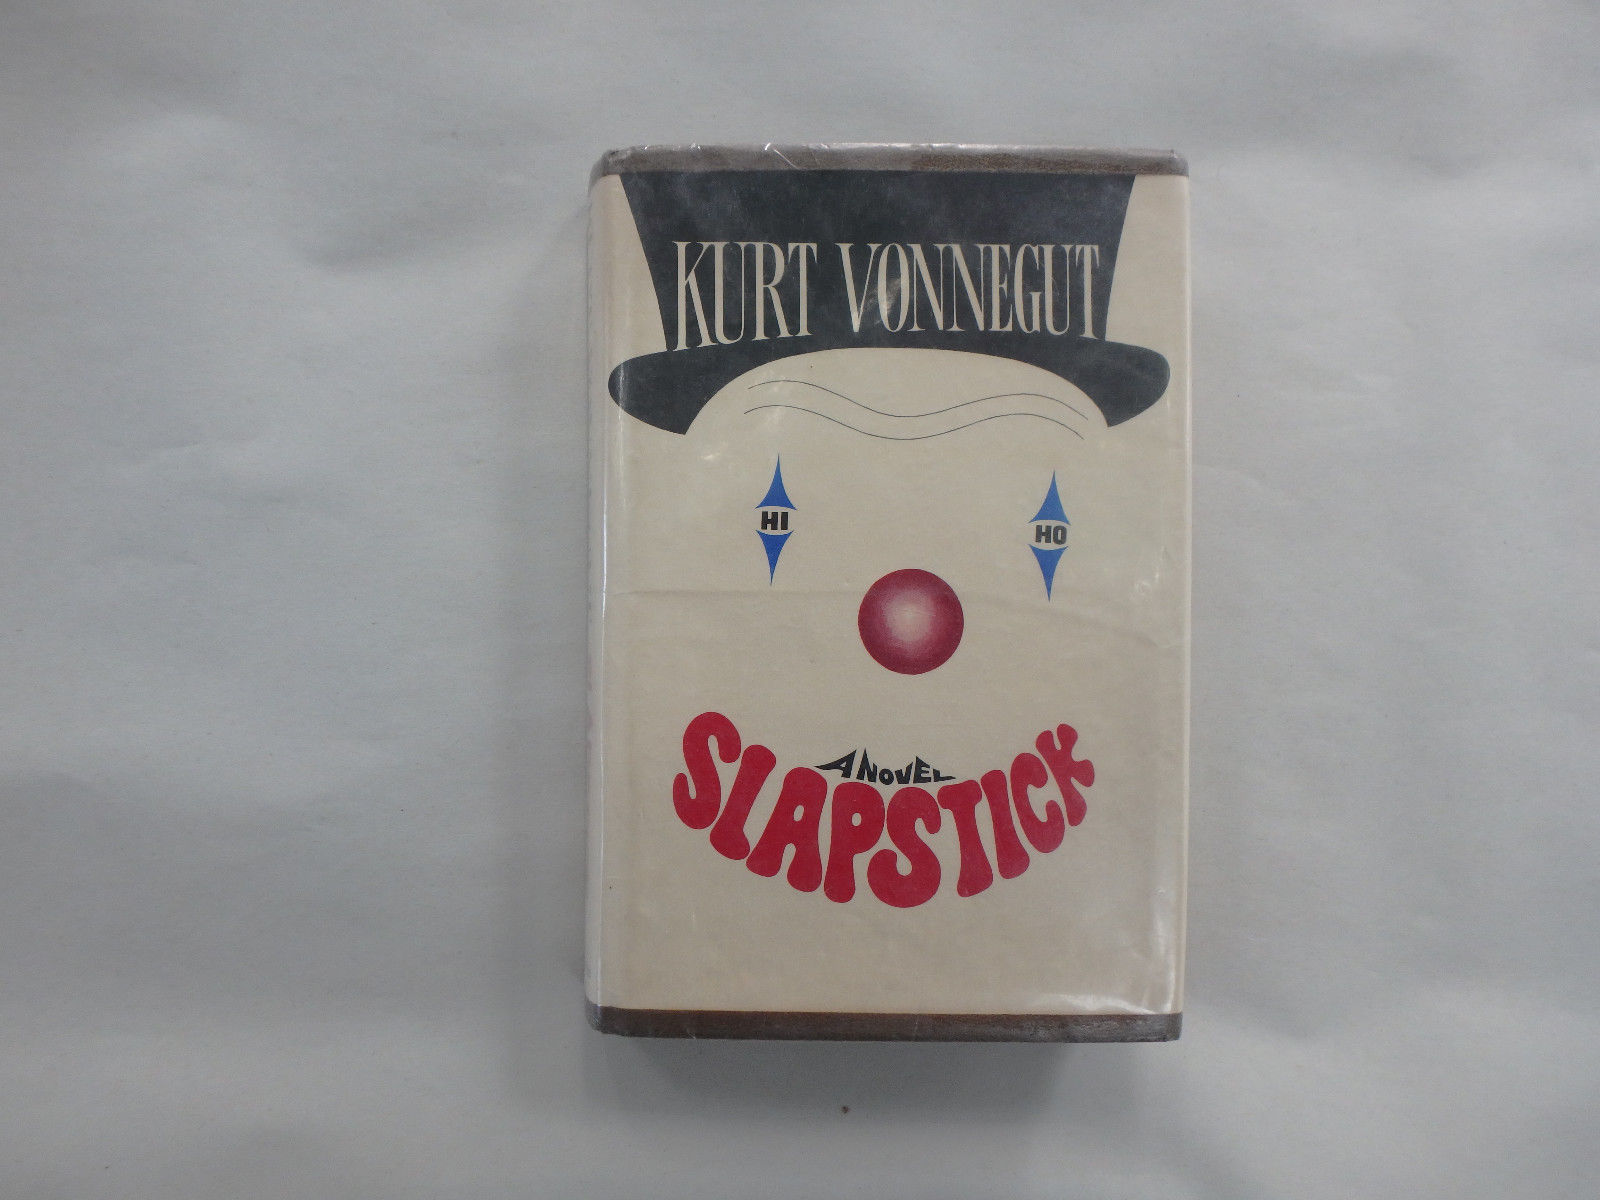 KURT VONNEGUT
HI HO
A NOVEL
SLAPSTICK